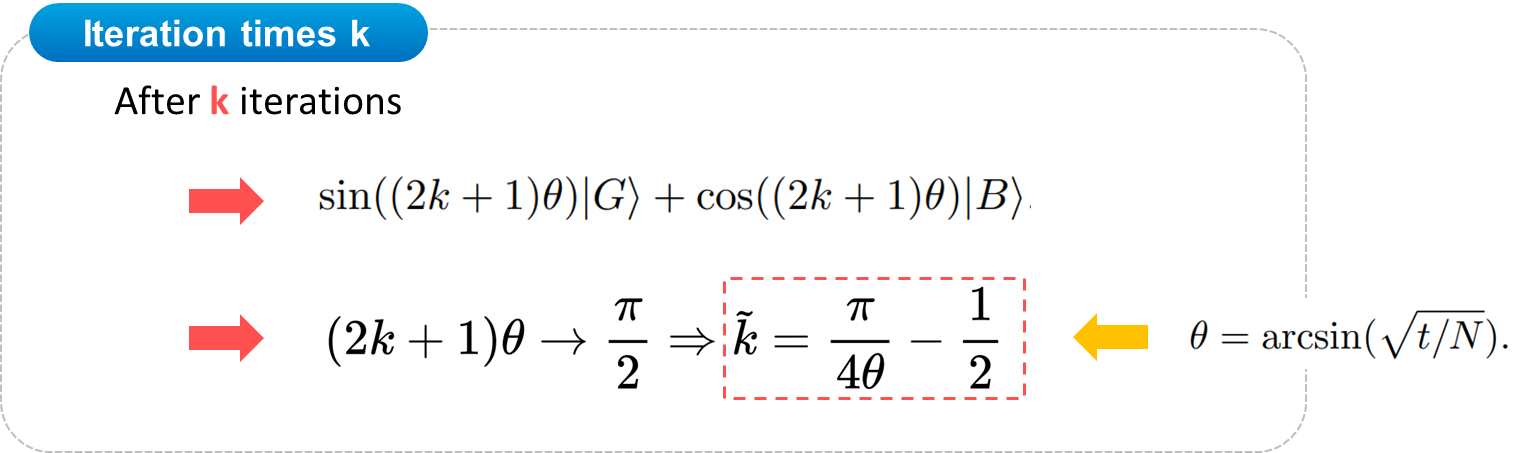 Iteration times k
After k iterations
sin((2k + 1)θ)|G⟩ + cos((2k + 1)θ)|B⟩.
(2k + 1)θ → π/2 ⇒ k̃ = π/4θ − 1/2
θ = arcsin(√t/N).